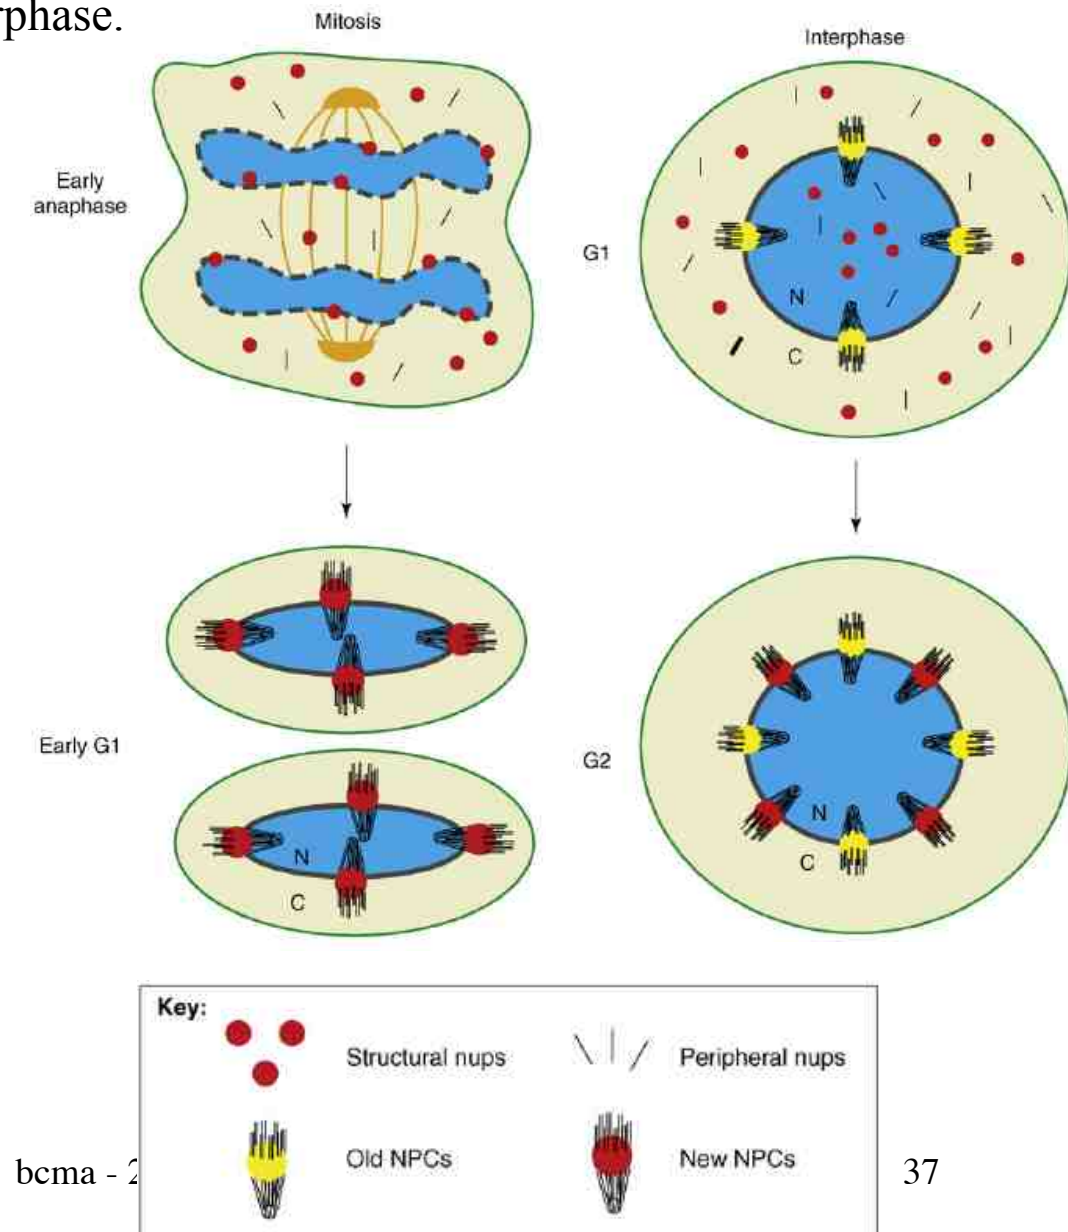 rphase.
Mitosis
Interphase
Early
anaphase
G1
N
C
Early G1
N
C
G2
N
C
Key:
Structural nups
Peripheral nups
Old NPCs
New NPCs
bcma - 2
37